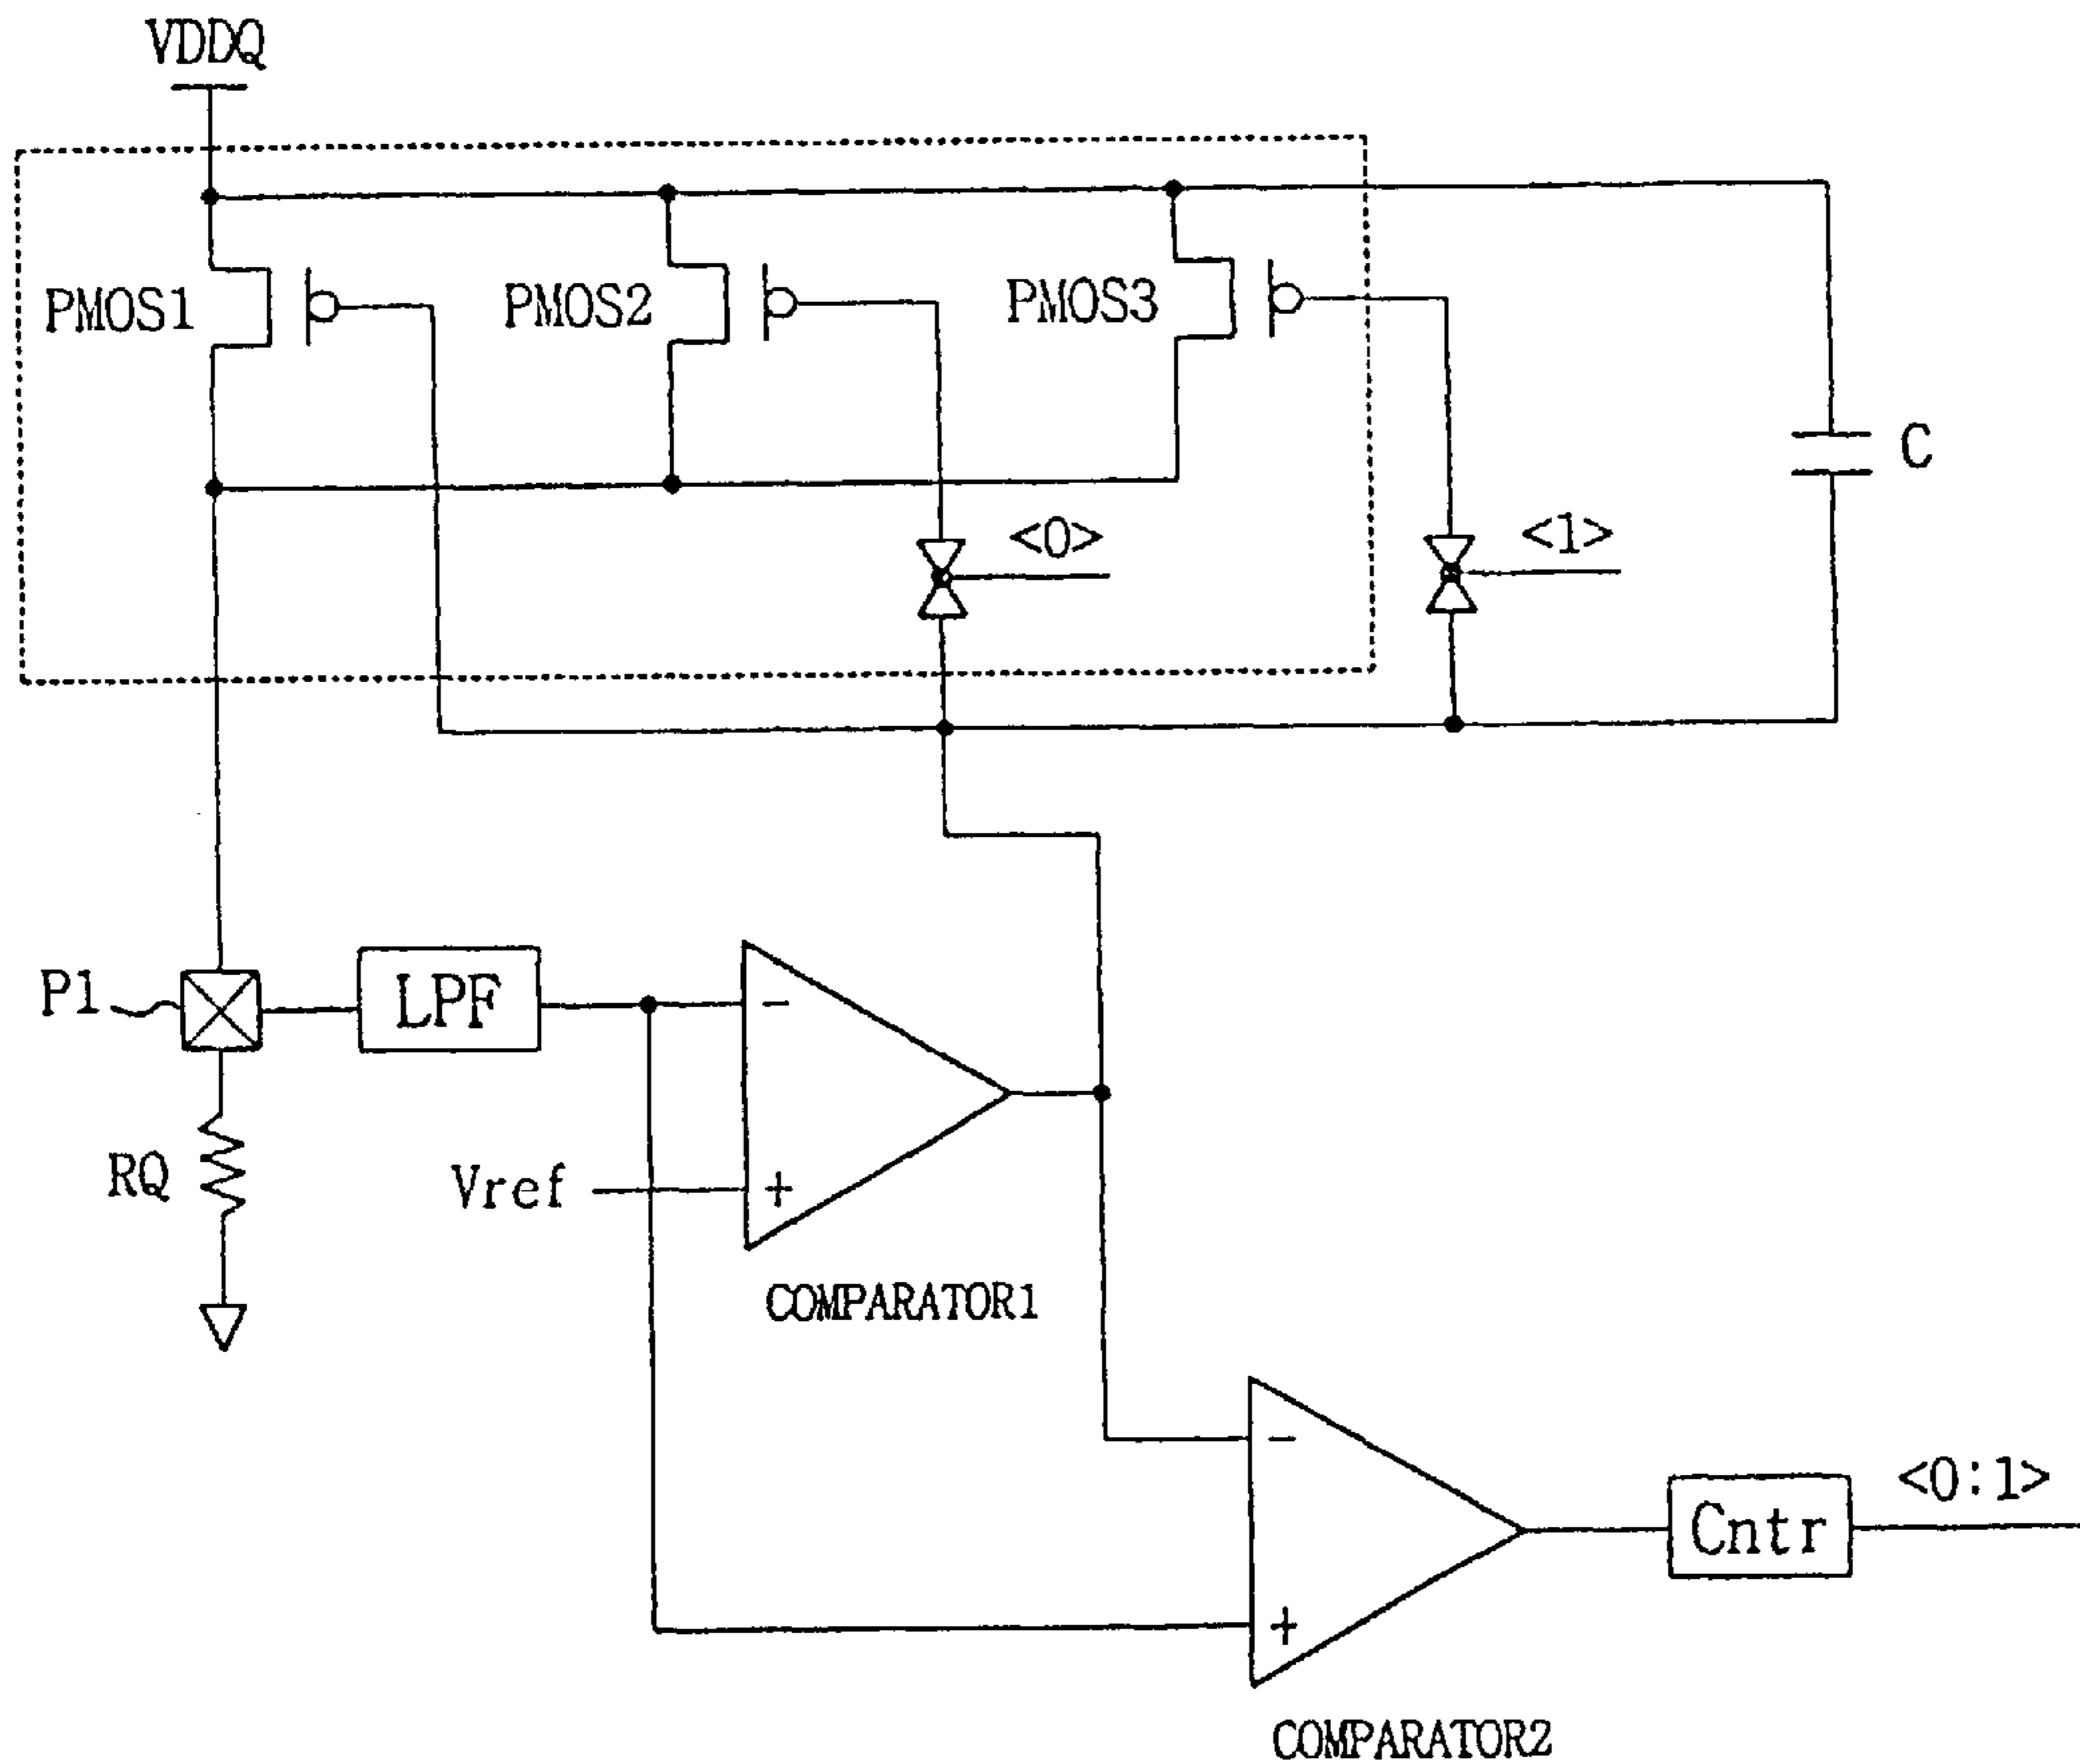 VDDQ
PMOS1
PMOS2
PMOS3
C
<0>
<1>
P1
LPF
-
RQ
Vref
+
COMPARATOR1
-
<0:1>
Cntr
+
COMPARATOR2